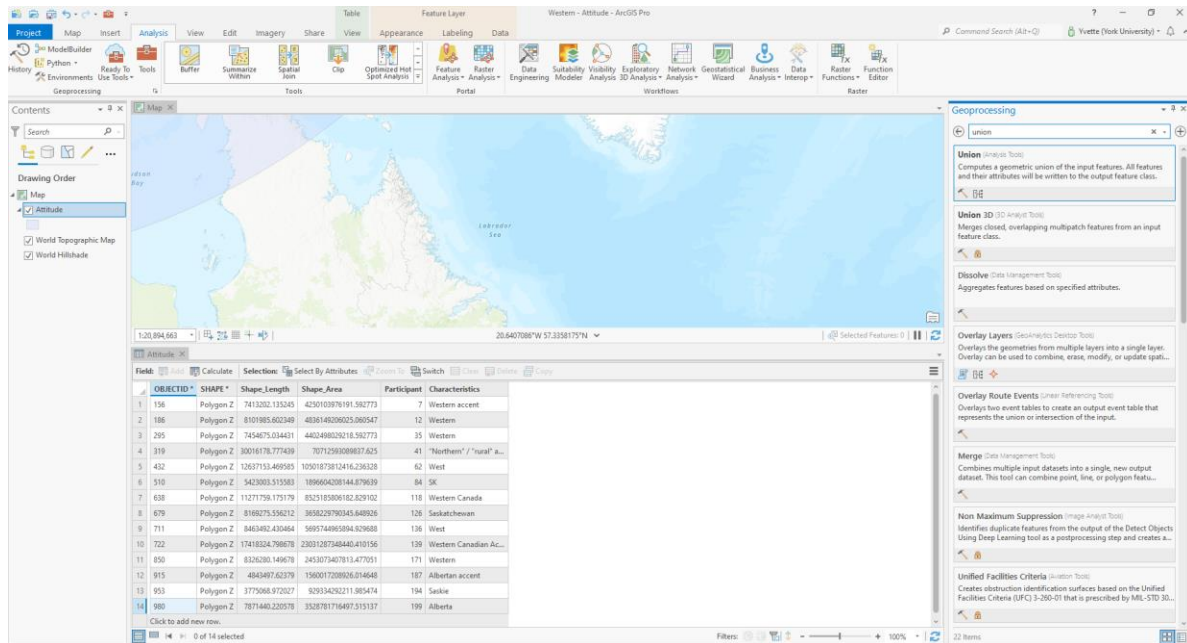 Table
Feature Layer
Western - Attitude - ArcGIS Pro
Project Map Insert Analysis View Edit Imagery Share View Appearance Labeling Data
Command Search (Alt+Q)
Yvette (York University)
History
ModelBuilder
Python
Environments
Ready To Use Tools
Tools
Buffer
Summarize Within
Spatial Join
Clip
Optimized Hot Spot Analysis
Feature Analysis
Raster Analysis
Data Engineering
Suitability Modeler
Visibility Analysis
Exploratory 3D Analysis
Network Analysis
Geostatistical Wizard
Business Analysis
Data Interop
Raster Functions
Function Editor
Geoprocessing Tools Portal Workflows Raster
Contents
Search
Drawing Order
Map
Attitude
World Topographic Map
World Hillshade
Map
Bay
Labrador
Sea
1:20,894,663
20.6407086°W 57.3358175°N
Selected Features: 0
Attitude
Field: Add Calculate Selection: Select By Attributes Zoom To Switch Clear Delete Copy
OBJECTID * SHAPE * Shape_Length Shape_Area Participant Characteristics
1 156 Polygon Z 7413202.135245 4250103976191.592773 7 Western accent
2 186 Polygon Z 8101985.602349 4836149206025.060547 12 Western
3 295 Polygon Z 7454675.034431 4402498029218.592773 35 Western
4 319 Polygon Z 30016178.777439 70712593089837.625 41 "Northern" / "rural" a...
5 432 Polygon Z 12637153.469585 10501873812416.236328 62 West
6 510 Polygon Z 5423003.515583 1896604208144.879639 84 SK
7 638 Polygon Z 11271759.175179 8525185806182.829102 118 Western Canada
8 679 Polygon Z 8169275.556212 3658229790345.648926 126 Saskatchewan
9 711 Polygon Z 8463492.430464 5695744965894.929688 136 West
10 722 Polygon Z 17418324.798678 23031287348440.410156 139 Western Canadian Ac...
11 850 Polygon Z 8326280.149678 2453073407813.477051 171 Western
12 915 Polygon Z 4843497.62379 1560017208926.014648 187 Albertan accent
13 953 Polygon Z 3775068.972027 929334292211.985474 194 Saskie
14 980 Polygon Z 7871440.220578 3528781716497.515137 199 Alberta
Click to add new row.
0 of 14 selected
Filters:
100%
Geoprocessing
union
Union (Analysis Tools)
Computes a geometric union of the input features. All features
and their attributes will be written to the output feature class.
Union 3D (3D Analyst Tools)
Merges closed, overlapping multipatch features from an input
feature class.
Dissolve (Data Management Tools)
Aggregates features based on specified attributes.
Overlay Layers (GeoAnalytics Desktop Tools)
Overlays the geometries from multiple layers into a single layer.
Overlay can be used to combine, erase, modify, or update spati...
Overlay Route Events (Linear Referencing Tools)
Overlays two event tables to create an output event table that
represents the union or intersection of the input.
Merge (Data Management Tools)
Combines multiple input datasets into a single, new output
dataset. This tool can combine point, line, or polygon featu...
Non Maximum Suppression (Image Analyst Tools)
Identifies duplicate features from the output of the Detect Objects
Using Deep Learning tool as a postprocessing step and creates a...
Unified Facilities Criteria (Aviation Tools)
Creates obstruction identification surfaces based on the Unified
Facilities Criteria (UFC) 3-260-01 that is prescribed by MIL-STD 30...
22 Items